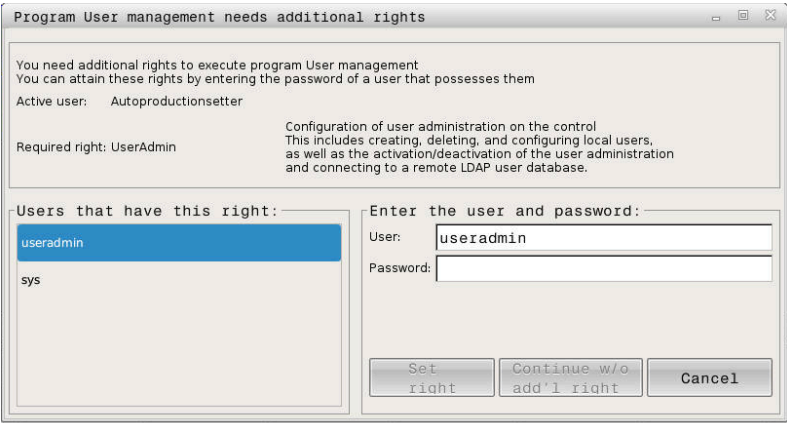 Program User management needs additional rights
You need additional rights to execute program User management
You can attain these rights by entering the password of a user that possesses them
Active user: Autoproductionsetter
Required right: UserAdmin
Configuration of user administration on the control
This includes creating, deleting, and configuring local users,
as well as the activation/deactivation of the user administration
and connecting to a remote LDAP user database.
Users that have this right:
useradmin
sys
Enter the user and password:
User: useradmin
Password:
Set
right
Continue w/o
add'l right
Cancel